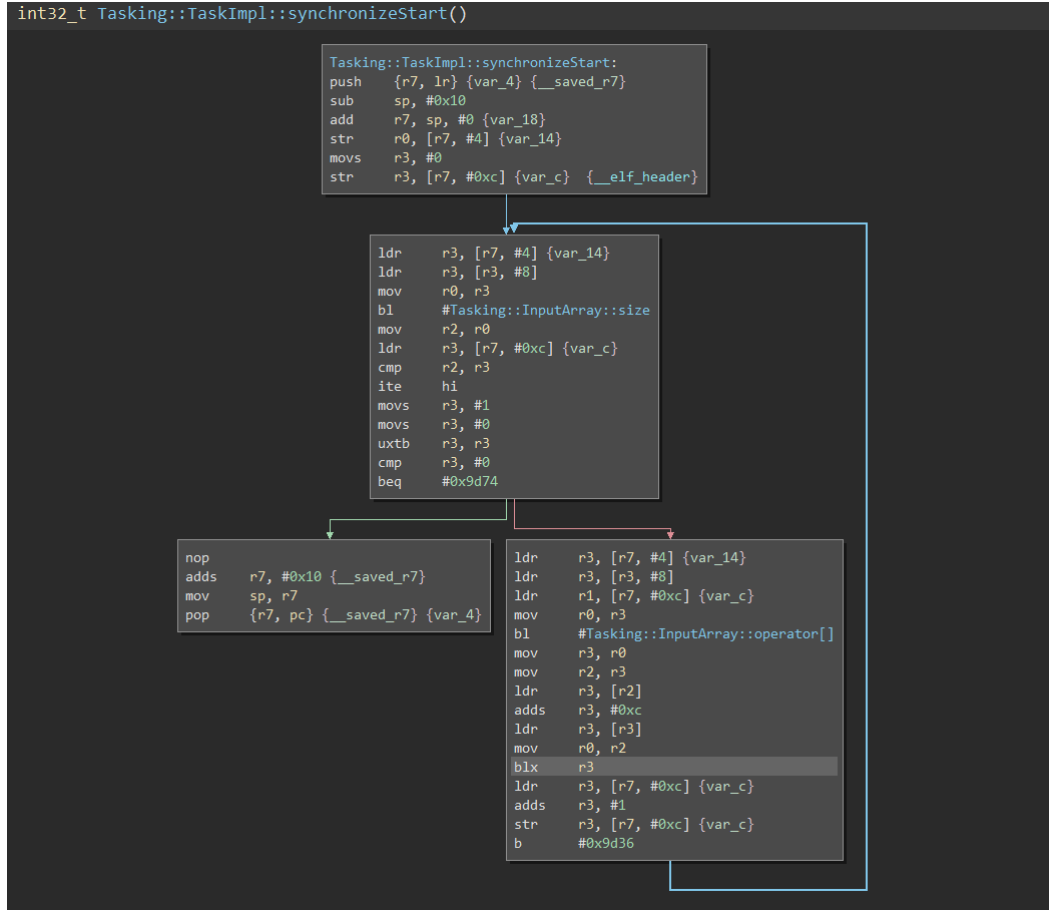 int32_t Tasking::TaskImpl::synchronizeStart()
Tasking::TaskImpl::synchronizeStart:
push {r7, lr} {var_4} {__saved_r7}
sub sp, #0x10
add r7, sp, #0 {var_18}
str r0, [r7, #4] {var_14}
movs r3, #0
str r3, [r7, #0xc] {var_c} {__elf_header}
ldr r3, [r7, #4] {var_14}
ldr r3, [r3, #8]
mov r0, r3
bl #Tasking::InputArray::size
mov r2, r0
ldr r3, [r7, #0xc] {var_c}
cmp r2, r3
ite hi
movs r3, #1
movs r3, #0
uxtb r3, r3
cmp r3, #0
beq #0x9d74
nop
adds r7, #0x10 {__saved_r7}
mov sp, r7
pop {r7, pc} {__saved_r7} {var_4}
ldr r3, [r7, #4] {var_14}
ldr r3, [r3, #8]
ldr r1, [r7, #0xc] {var_c}
mov r0, r3
bl #Tasking::InputArray::operator[]
mov r3, r0
mov r2, r3
ldr r3, [r2]
adds r3, #0xc
ldr r3, [r3]
mov r0, r2
blx r3
ldr r3, [r7, #0xc] {var_c}
adds r3, #1
str r3, [r7, #0xc] {var_c}
b #0x9d36